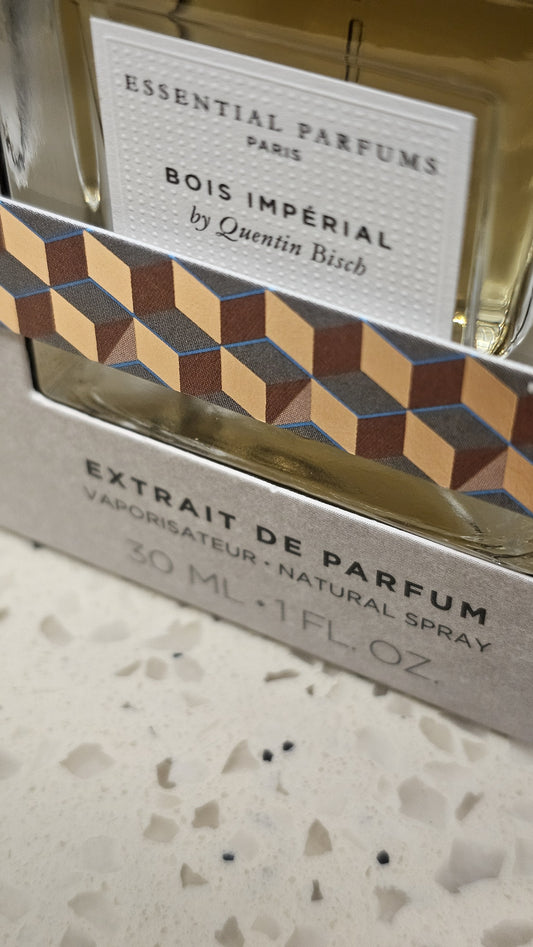 ESSENTIAL PARFUMS
PARIS
BOIS IMPÉRIAL
by Quentin Bisch
EXTRAIT DE PARFUM
VAPORISATEUR • NATURAL SPRAY
30 ML • 1 FL. OZ.